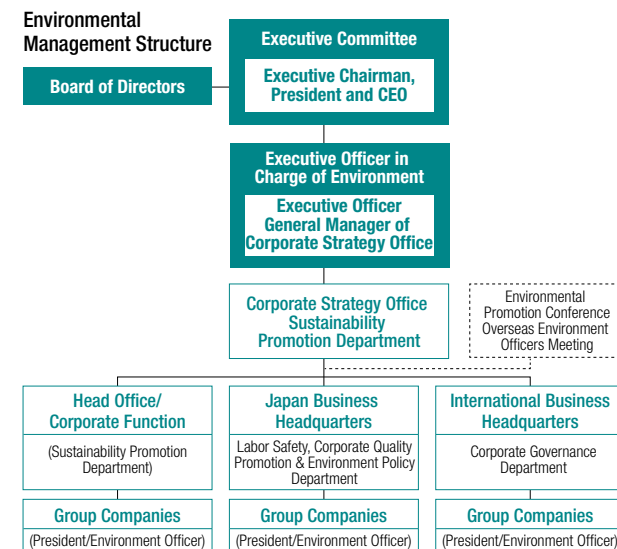 Environmental
Management Structure
Executive Committee
Executive Chairman,
President and CEO
Board of Directors
Executive Officer in
Charge of Environment
Executive Officer
General Manager of
Corporate Strategy Office
Corporate Strategy Office
Sustainability
Promotion Department
Environmental
Promotion Conference
Overseas Environment
Officers Meeting
Head Office/
Corporate Function
(Sustainability Promotion
Department)
Japan Business
Headquarters
Labor Safety, Corporate Quality
Promotion & Environment Policy
Department
International Business
Headquarters
Corporate Governance
Department
Group Companies
(President/Environment Officer)
Group Companies
(President/Environment Officer)
Group Companies
(President/Environment Officer)